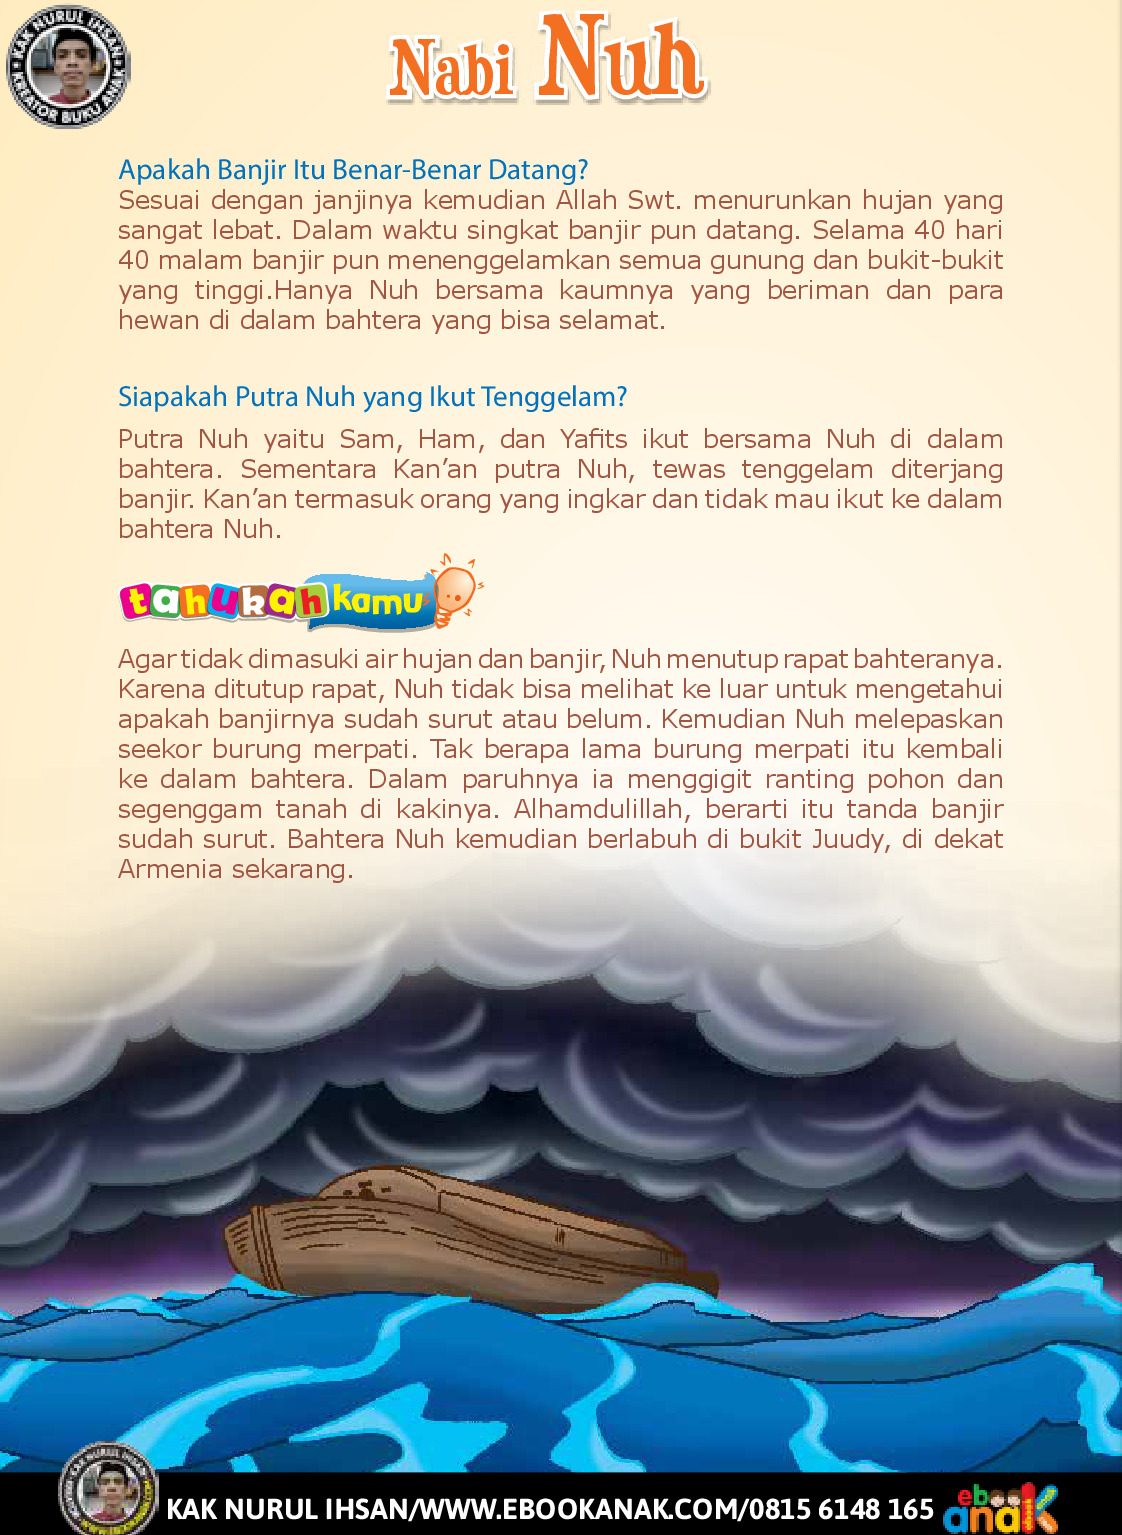 KAK NURUL IHSAN
KREATOR BUKU ANAK
Nabi Nuh
Apakah Banjir Itu Benar-Benar Datang?
Sesuai dengan janjinya kemudian Allah Swt. menurunkan hujan yang
sangat lebat. Dalam waktu singkat banjir pun datang. Selama 40 hari
40 malam banjir pun menenggelamkan semua gunung dan bukit-bukit
yang tinggi.Hanya Nuh bersama kaumnya yang beriman dan para
hewan di dalam bahtera yang bisa selamat.
Siapakah Putra Nuh yang Ikut Tenggelam?
Putra Nuh yaitu Sam, Ham, dan Yafits ikut bersama Nuh di dalam
bahtera. Sementara Kan’an putra Nuh, tewas tenggelam diterjang
banjir. Kan’an termasuk orang yang ingkar dan tidak mau ikut ke dalam
bahtera Nuh.
tahukah kamu
Agar tidak dimasuki air hujan dan banjir, Nuh menutup rapat bahteranya.
Karena ditutup rapat, Nuh tidak bisa melihat ke luar untuk mengetahui
apakah banjirnya sudah surut atau belum. Kemudian Nuh melepaskan
seekor burung merpati. Tak berapa lama burung merpati itu kembali
ke dalam bahtera. Dalam paruhnya ia menggigit ranting pohon dan
segenggam tanah di kakinya. Alhamdulillah, berarti itu tanda banjir
sudah surut. Bahtera Nuh kemudian berlabuh di bukit Juudy, di dekat
Armenia sekarang.
KAK NURUL IHSAN/WWW.EBOOKANAK.COM/0815 6148 165
ebook
anak